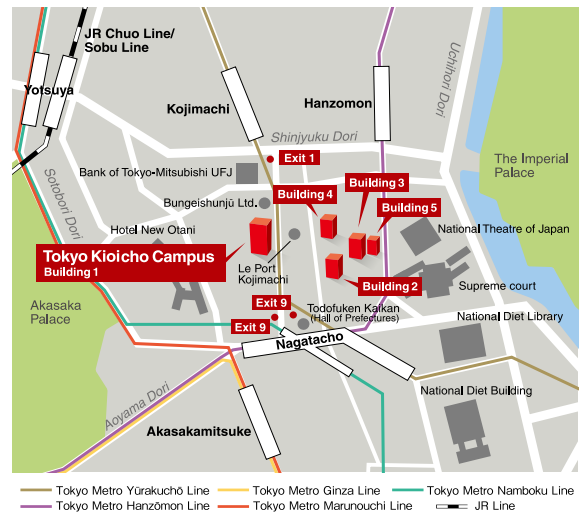 JR Chuo Line/
Sobu Line
Yotsuya
Kojimachi
Hanzomon
Uchibori Dori
Shinjyuku Dori
Exit 1
The Imperial
Palace
Bank of Tokyo-Mitsubishi UFJ
Building 3
Building 4
Building 5
Sotobori Dori
Bungeishunjū Ltd.
Hotel New Otani
National Theatre of Japan
Tokyo Kioicho Campus
Building 1
Le Port
Kojimachi
Building 2
Supreme court
Akasaka
Palace
Exit 9
Todofuken Kaikan
(Hall of Prefectures)
Exit 9
National Diet Library
Nagatacho
Aoyama Dori
National Diet Building
Akasakamitsuke
Tokyo Metro Yūrakuchō Line
Tokyo Metro Ginza Line
Tokyo Metro Namboku Line
Tokyo Metro Hanzōmon Line
Tokyo Metro Marunouchi Line
JR Line